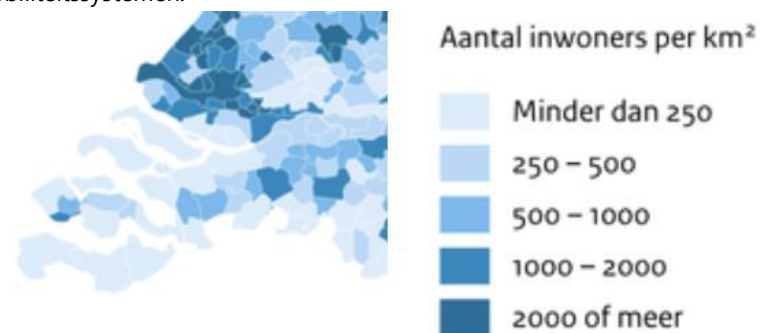 Aantal inwoners per km²
Minder dan 250
250 – 500
500 – 1000
1000 – 2000
2000 of meer